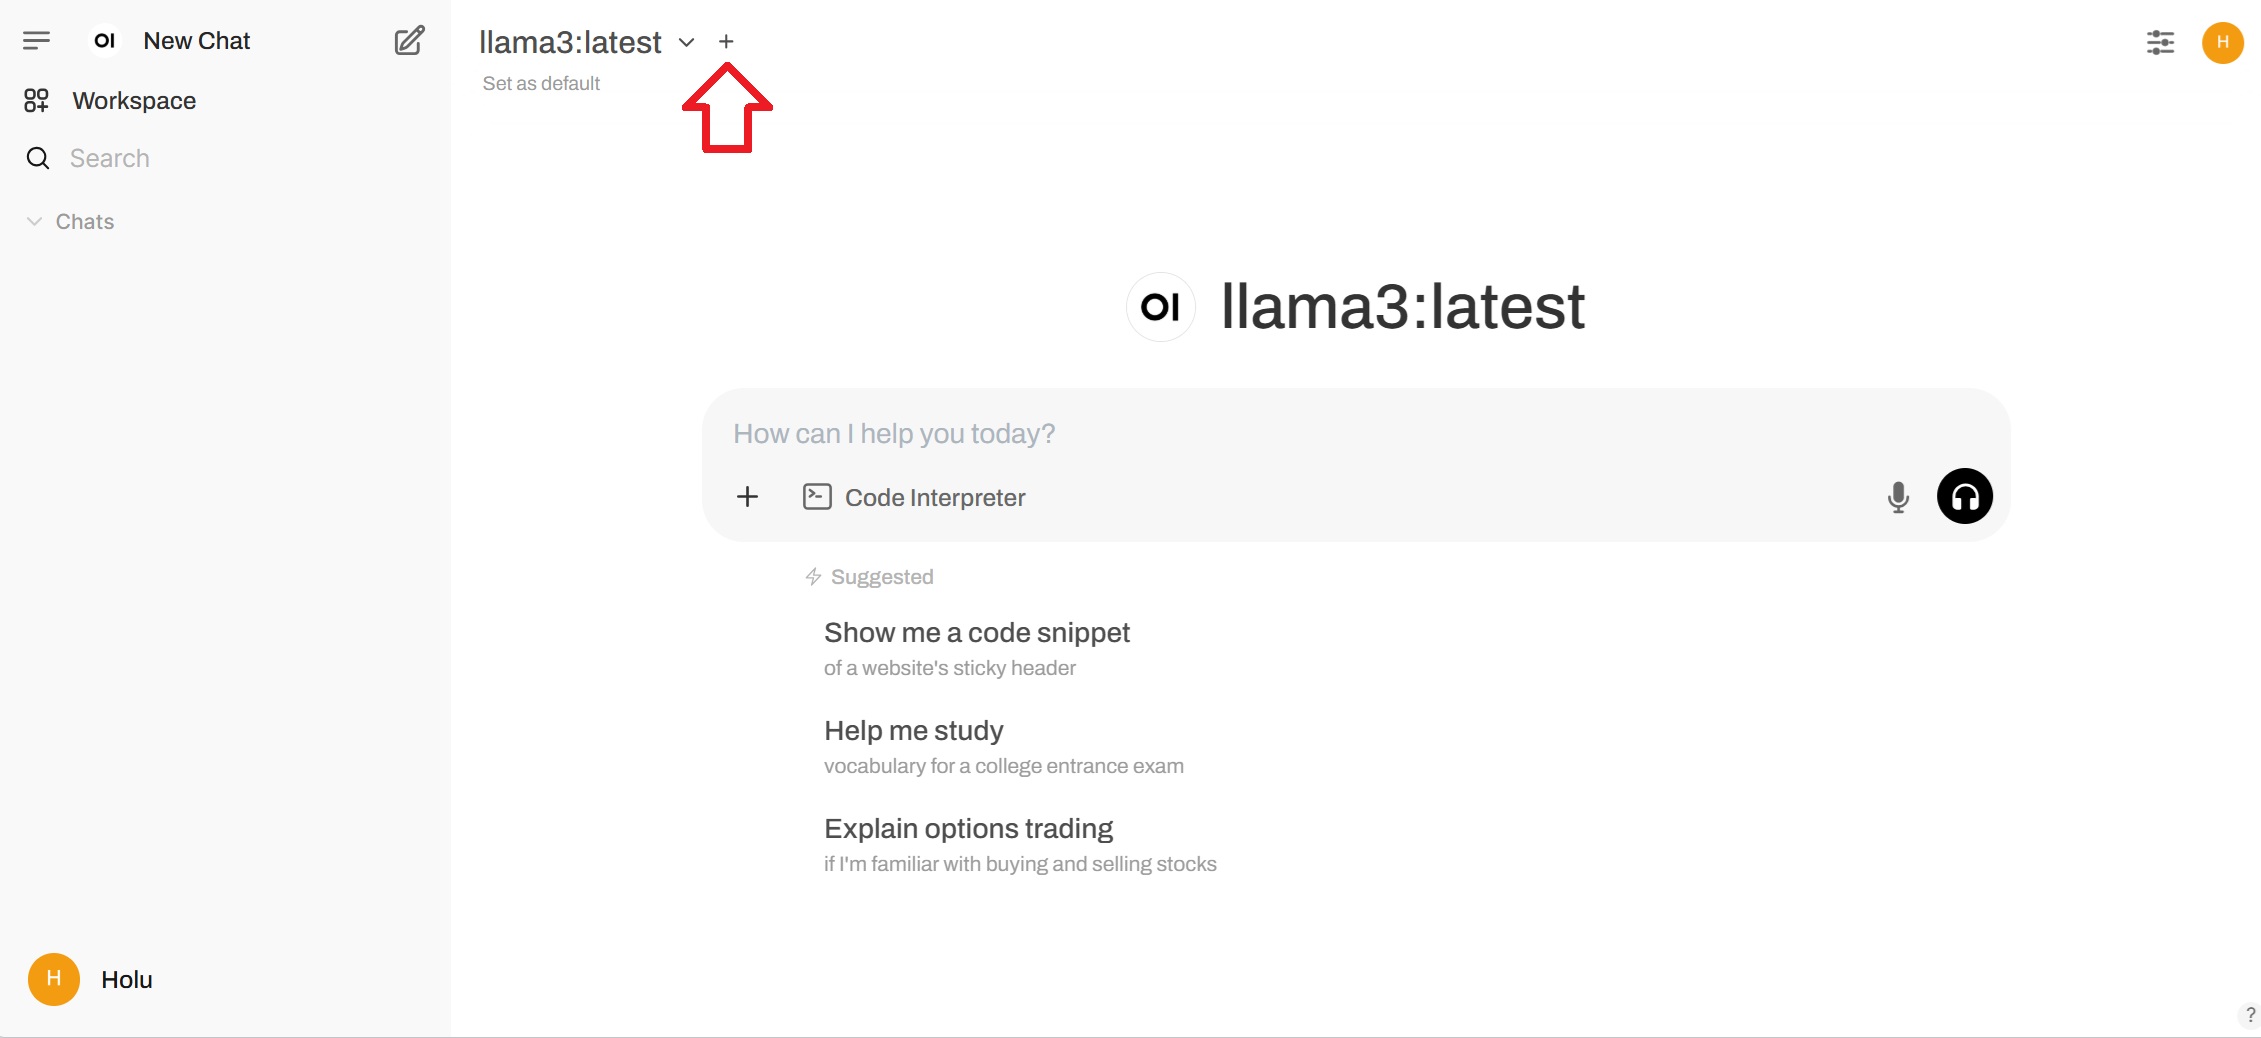 OI New Chat
Workspace
Search
Chats
llama3:latest
Set as default
H
OI llama3:latest
How can I help you today?
Code Interpreter
Suggested
Show me a code snippet
of a website's sticky header
Help me study
vocabulary for a college entrance exam
Explain options trading
if I'm familiar with buying and selling stocks
H Holu
?